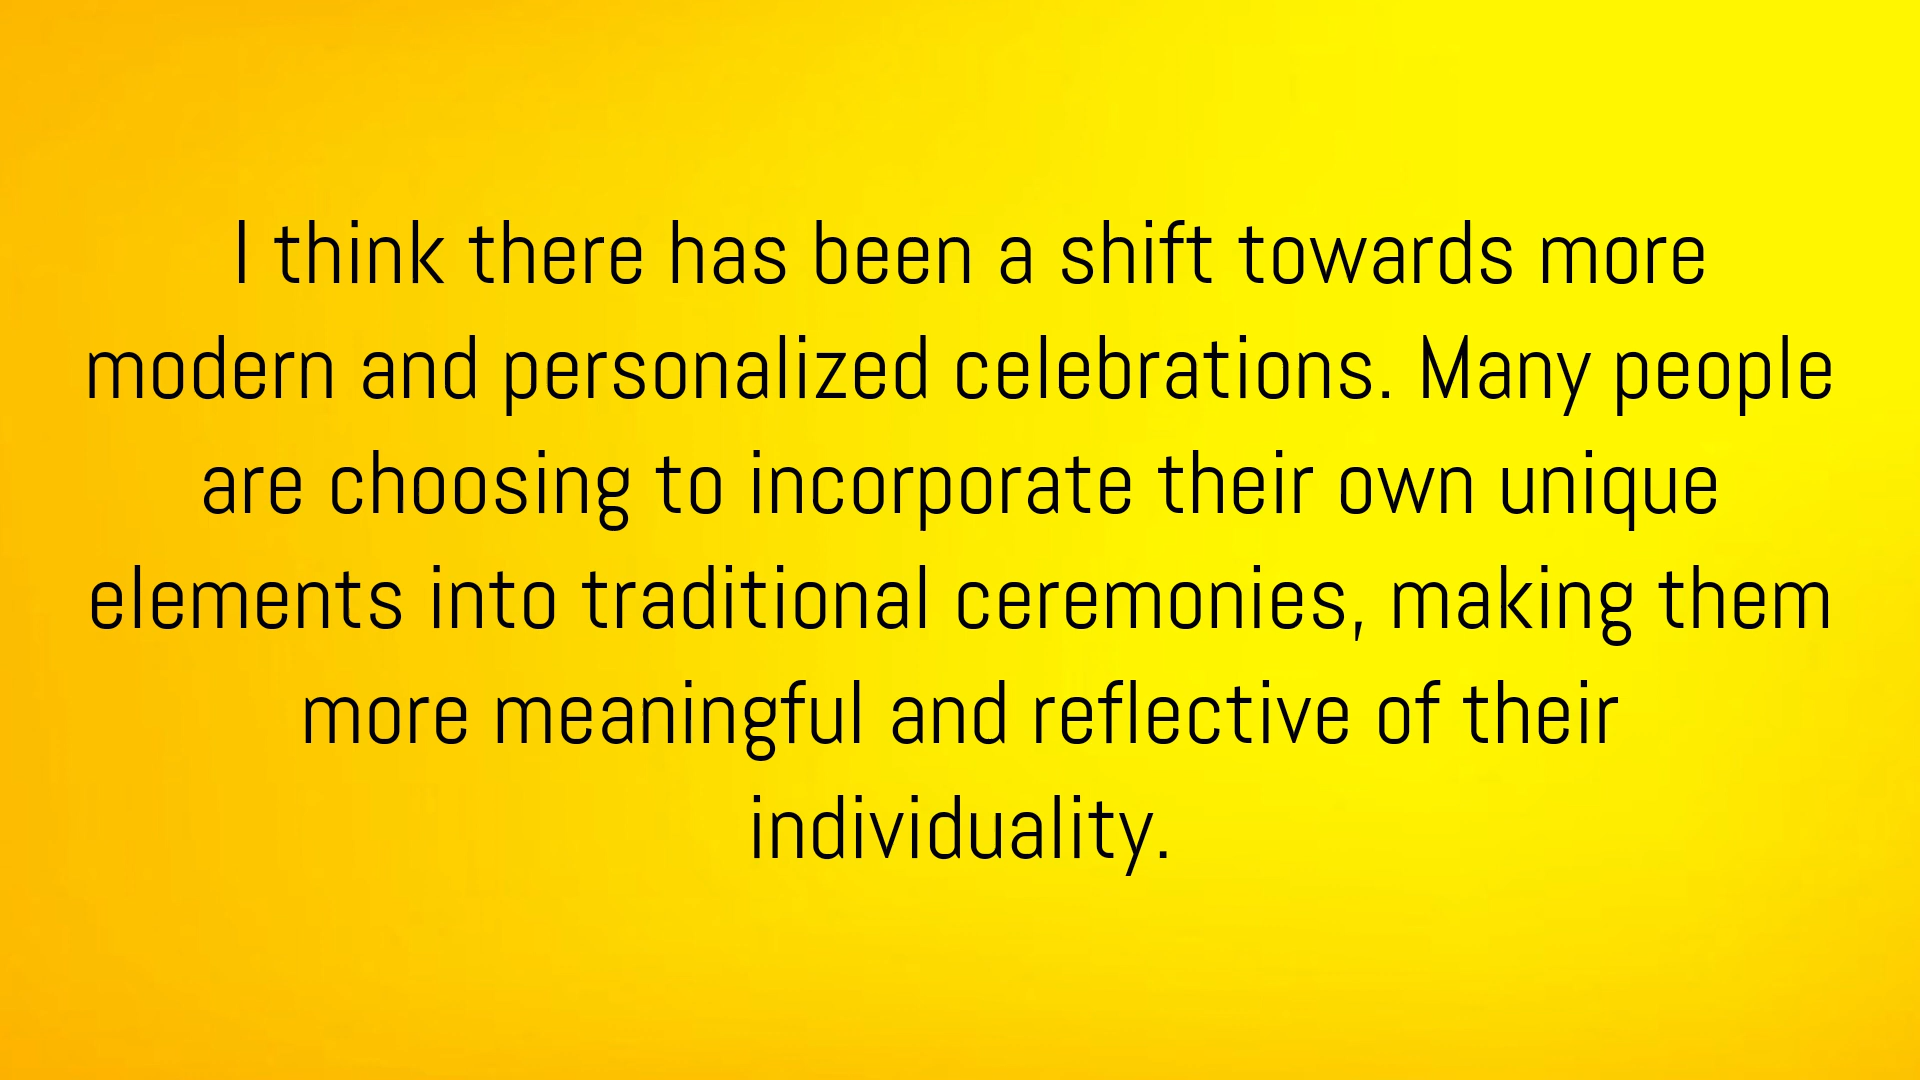 I think there has been a shift towards more
modern and personalized celebrations. Many people
are choosing to incorporate their own unique
elements into traditional ceremonies, making them
more meaningful and reflective of their
individuality.